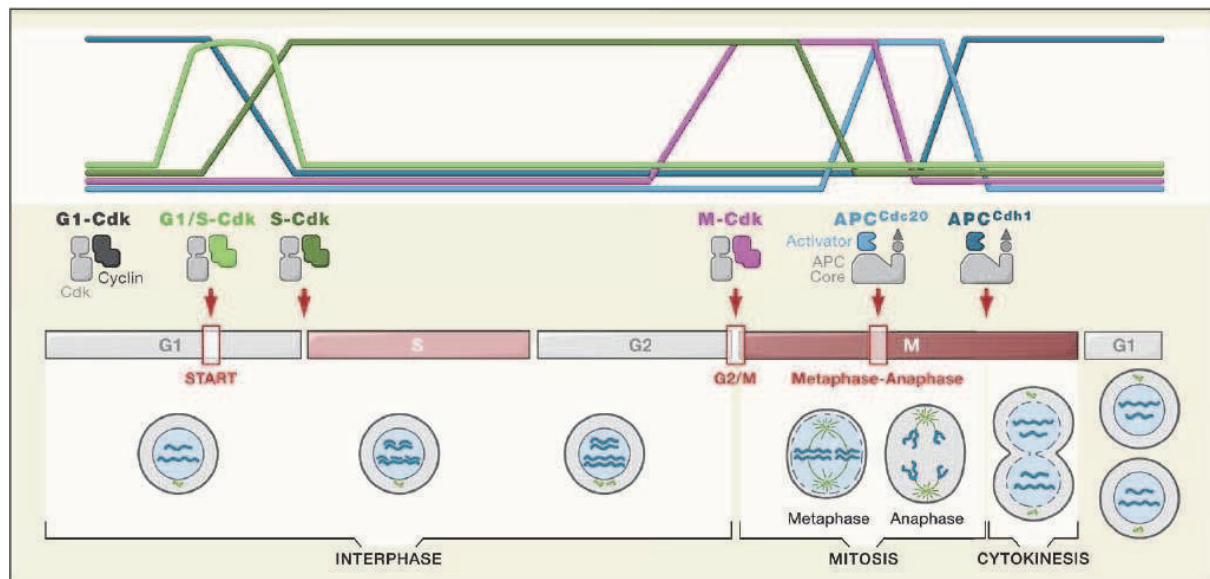 G1-Cdk
G1/S-Cdk
S-Cdk
M-Cdk
APCCdc20
APCCdh1
Cyclin
Cdk
Activator
APC
Core
G1
S
G2
M
G1
START
G2/M
Metaphase-Anaphase
Metaphase
Anaphase
INTERPHASE
MITOSIS
CYTOKINESIS